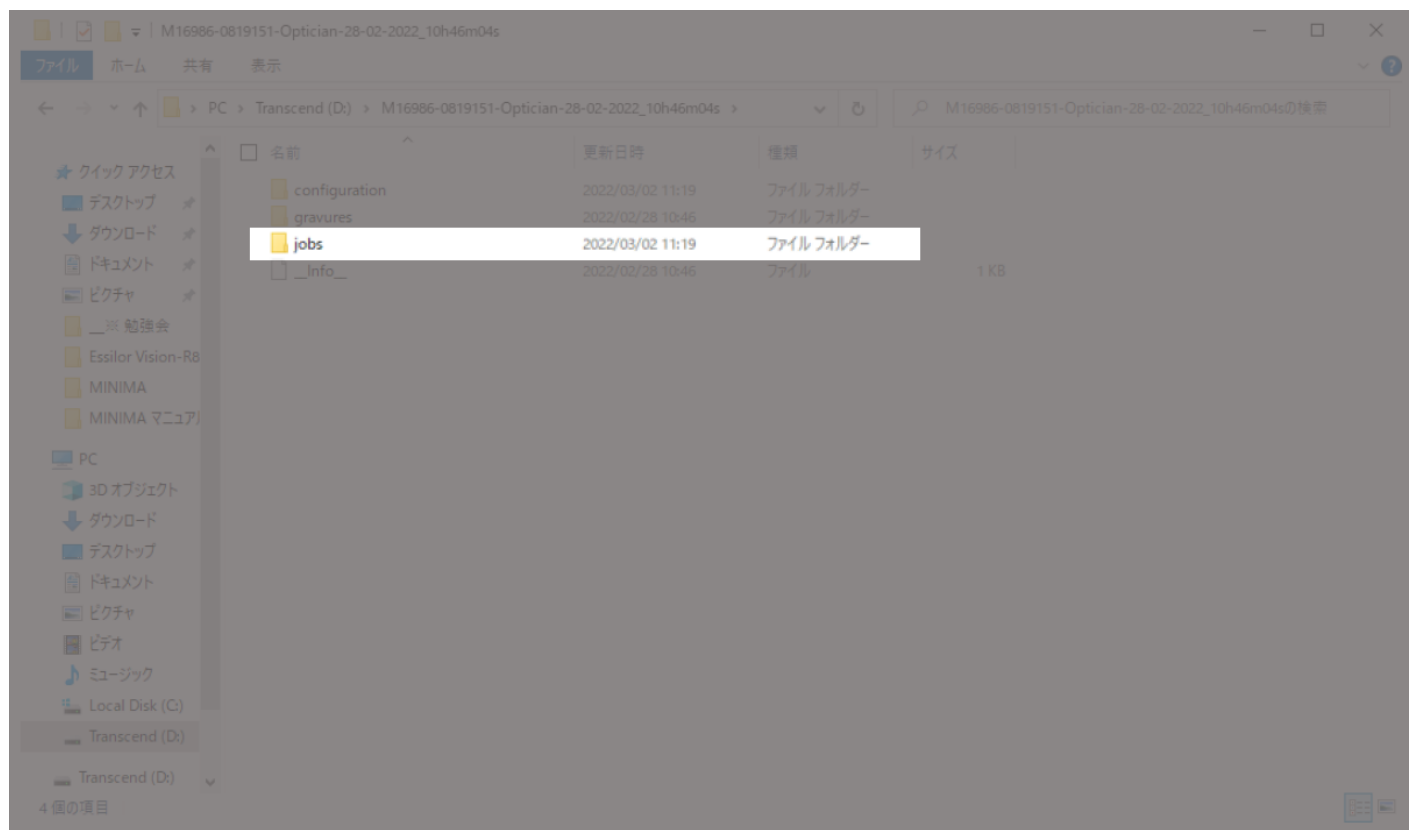 M16986-0819151-Optician-28-02-2022_10h46m04s
ファイル ホーム 共有 表示
PC > Transcend (D:) > M16986-0819151-Optician-28-02-2022_10h46m04s >
M16986-0819151-Optician-28-02-2022_10h46m04sの検索
クイック アクセス
デスクトップ
ダウンロード
ドキュメント
ピクチャ
__※ 勉強会
Essilor Vision-R8
MINIMA
MINIMA マニュアル
PC
3D オブジェクト
ダウンロード
デスクトップ
ドキュメント
ピクチャ
ビデオ
ミュージック
Local Disk (C:)
Transcend (D:)
Transcend (D:)
名前 更新日時 種類 サイズ
configuration 2022/03/02 11:19 ファイル フォルダー
gravures 2022/02/28 10:46 ファイル フォルダー
jobs 2022/03/02 11:19 ファイル フォルダー
__Info__ 2022/02/28 10:46 ファイル 1 KB
4 個の項目